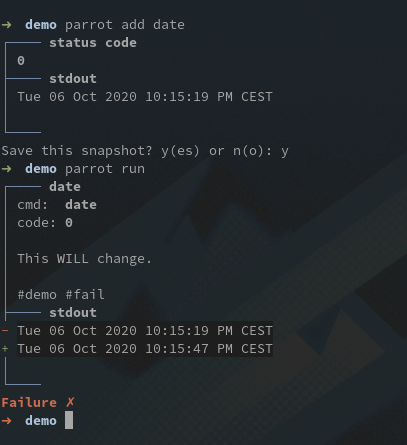 ➜ demo parrot add date
status code
0
stdout
Tue 06 Oct 2020 10:15:19 PM CEST
Save this snapshot? y(es) or n(o): y
➜ demo parrot run
date
cmd: date
code: 0
This WILL change.
#demo #fail
stdout
- Tue 06 Oct 2020 10:15:19 PM CEST
+ Tue 06 Oct 2020 10:15:47 PM CEST
Failure ✗
➜ demo